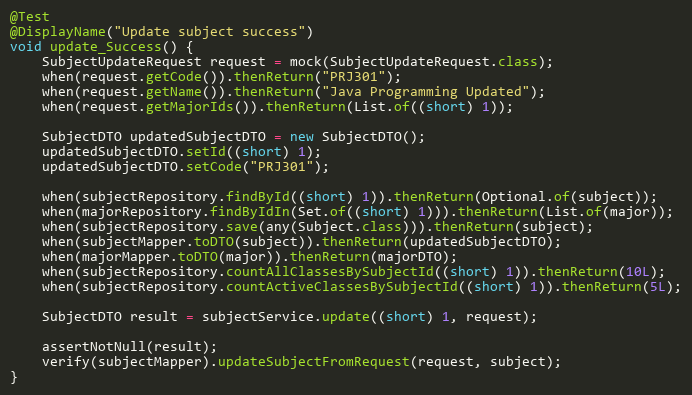 @Test
@DisplayName("Update subject success")
void update_Success() {
    SubjectUpdateRequest request = mock(SubjectUpdateRequest.class);
    when(request.getCode()).thenReturn("PRJ301");
    when(request.getName()).thenReturn("Java Programming Updated");
    when(request.getMajorIds()).thenReturn(List.of((short) 1));

    SubjectDTO updatedSubjectDTO = new SubjectDTO();
    updatedSubjectDTO.setId((short) 1);
    updatedSubjectDTO.setCode("PRJ301");

    when(subjectRepository.findById((short) 1)).thenReturn(Optional.of(subject));
    when(majorRepository.findByIdIn(Set.of((short) 1))).thenReturn(List.of(major));
    when(subjectRepository.save(any(Subject.class))).thenReturn(subject);
    when(subjectMapper.toDTO(subject)).thenReturn(updatedSubjectDTO);
    when(majorMapper.toDTO(major)).thenReturn(majorDTO);
    when(subjectRepository.countAllClassesBySubjectId((short) 1)).thenReturn(10L);
    when(subjectRepository.countActiveClassesBySubjectId((short) 1)).thenReturn(5L);

    SubjectDTO result = subjectService.update((short) 1, request);

    assertNotNull(result);
    verify(subjectMapper).updateSubjectFromRequest(request, subject);
}